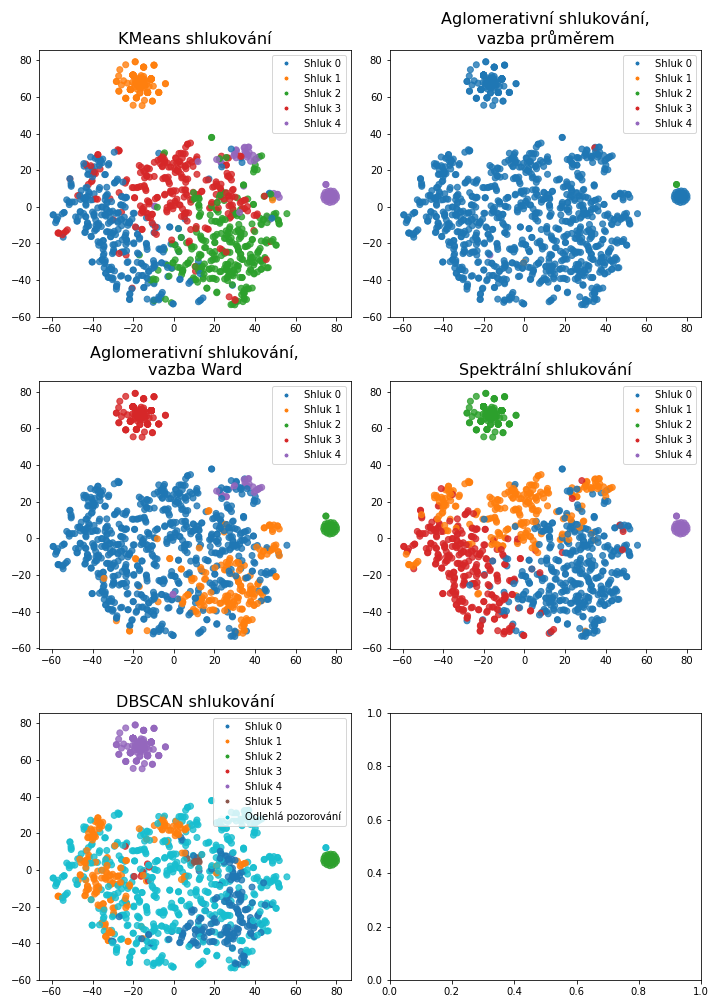 KMeans shlukování
Shluk 0
Shluk 1
Shluk 2
Shluk 3
Shluk 4
80
60
40
20
0
−20
−40
−60
−60 −40 −20 0 20 40 60 80
Aglomerativní shlukování,
vazba průměrem
Shluk 0
Shluk 1
Shluk 2
Shluk 3
Shluk 4
80
60
40
20
0
−20
−40
−60
−60 −40 −20 0 20 40 60 80
Aglomerativní shlukování,
vazba Ward
Shluk 0
Shluk 1
Shluk 2
Shluk 3
Shluk 4
80
60
40
20
0
−20
−40
−60
−60 −40 −20 0 20 40 60 80
Spektrální shlukování
Shluk 0
Shluk 1
Shluk 2
Shluk 3
Shluk 4
80
60
40
20
0
−20
−40
−60
−60 −40 −20 0 20 40 60 80
DBSCAN shlukování
Shluk 0
Shluk 1
Shluk 2
Shluk 3
Shluk 4
Shluk 5
Odlehlá pozorování
80
60
40
20
0
−20
−40
−60
−60 −40 −20 0 20 40 60 80
1.0
0.8
0.6
0.4
0.2
0.0
0.0 0.2 0.4 0.6 0.8 1.0